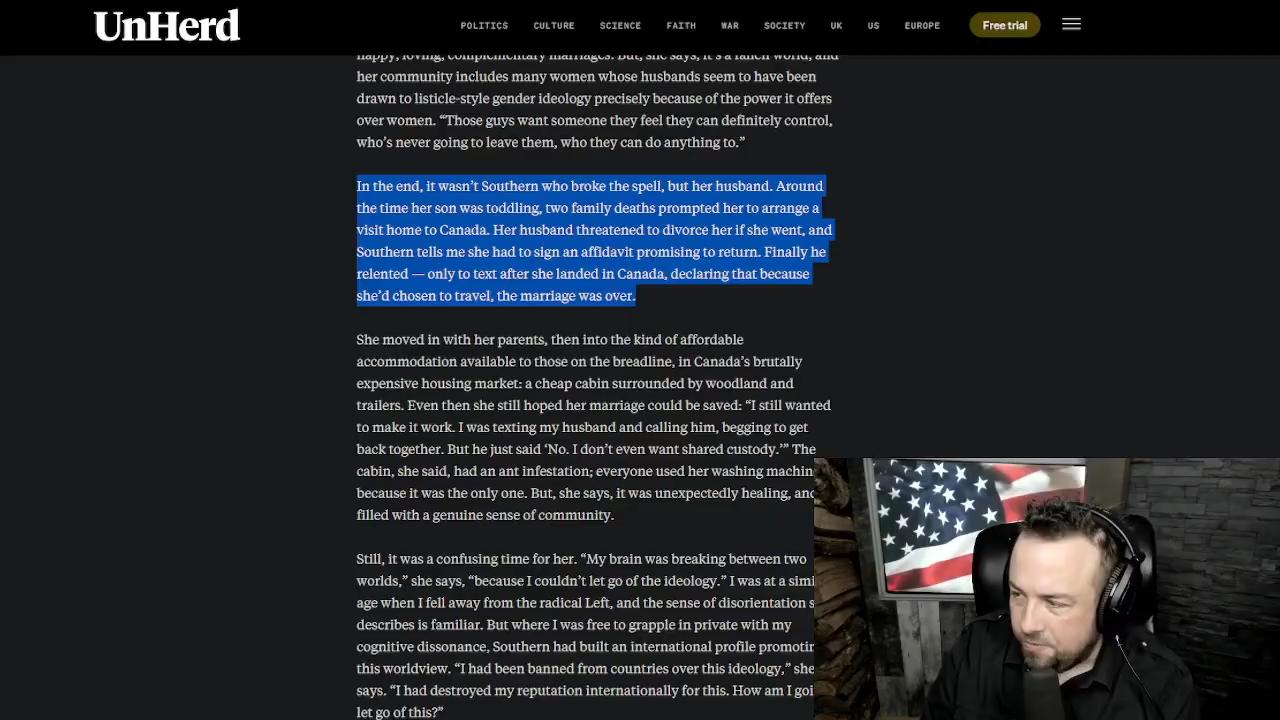 UnHerd
POLITICS CULTURE SCIENCE FAITH WAR SOCIETY UK US EUROPE Free trial
happy, loving, complementary marriages. But, she says, it's a fallen world, and
her community includes many women whose husbands seem to have been
drawn to listicle-style gender ideology precisely because of the power it offers
over women. “Those guys want someone they feel they can definitely control,
who's never going to leave them, who they can do anything to.”
In the end, it wasn't Southern who broke the spell, but her husband. Around
the time her son was toddling, two family deaths prompted her to arrange a
visit home to Canada. Her husband threatened to divorce her if she went, and
Southern tells me she had to sign an affidavit promising to return. Finally he
relented — only to text after she landed in Canada, declaring that because
she'd chosen to travel, the marriage was over.
She moved in with her parents, then into the kind of affordable
accommodation available to those on the breadline, in Canada's brutally
expensive housing market: a cheap cabin surrounded by woodland and
trailers. Even then she still hoped her marriage could be saved: “I still wanted
to make it work. I was texting my husband and calling him, begging to get
back together. But he just said ‘No. I don't even want shared custody.’” The
cabin, she said, had an ant infestation; everyone used her washing machin
because it was the only one. But, she says, it was unexpectedly healing, and
filled with a genuine sense of community.
Still, it was a confusing time for her. “My brain was breaking between two
worlds,” she says, “because I couldn't let go of the ideology.” I was at a simi
age when I fell away from the radical Left, and the sense of disorientation s
describes is familiar. But where I was free to grapple in private with my
cognitive dissonance, Southern had built an international profile promotin
this worldview. “I had been banned from countries over this ideology,” she
says. “I had destroyed my reputation internationally for this. How am I goi
let go of this?”